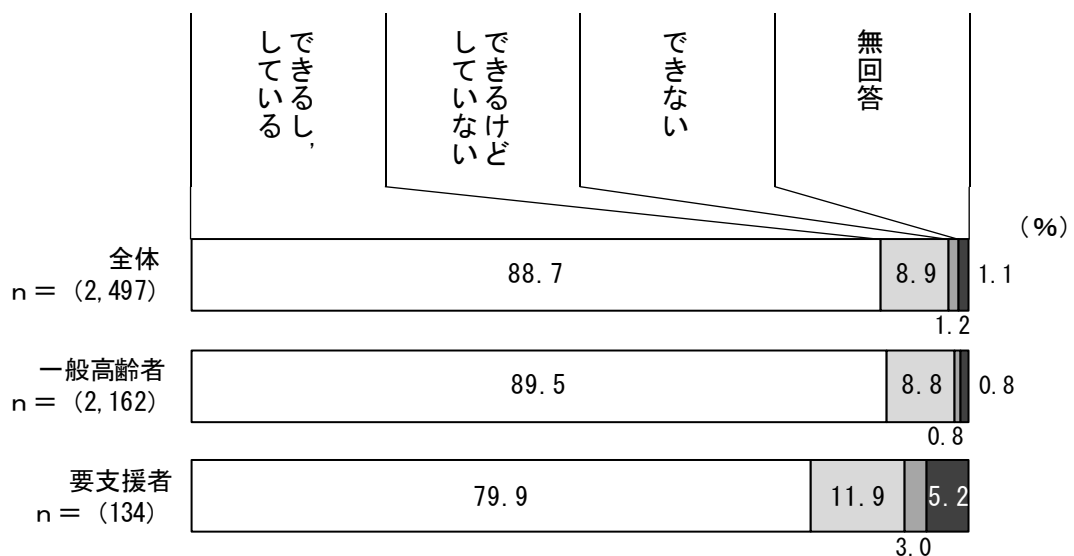 できるし，
している
できるけど
していない
できない
無回答
（％）
全体
ｎ＝（2,497）
88.7
8.9
1.1
1.2
一般高齢者
ｎ＝（2,162）
89.5
8.8
0.8
0.8
要支援者
ｎ＝（134）
79.9
11.9
5.2
3.0